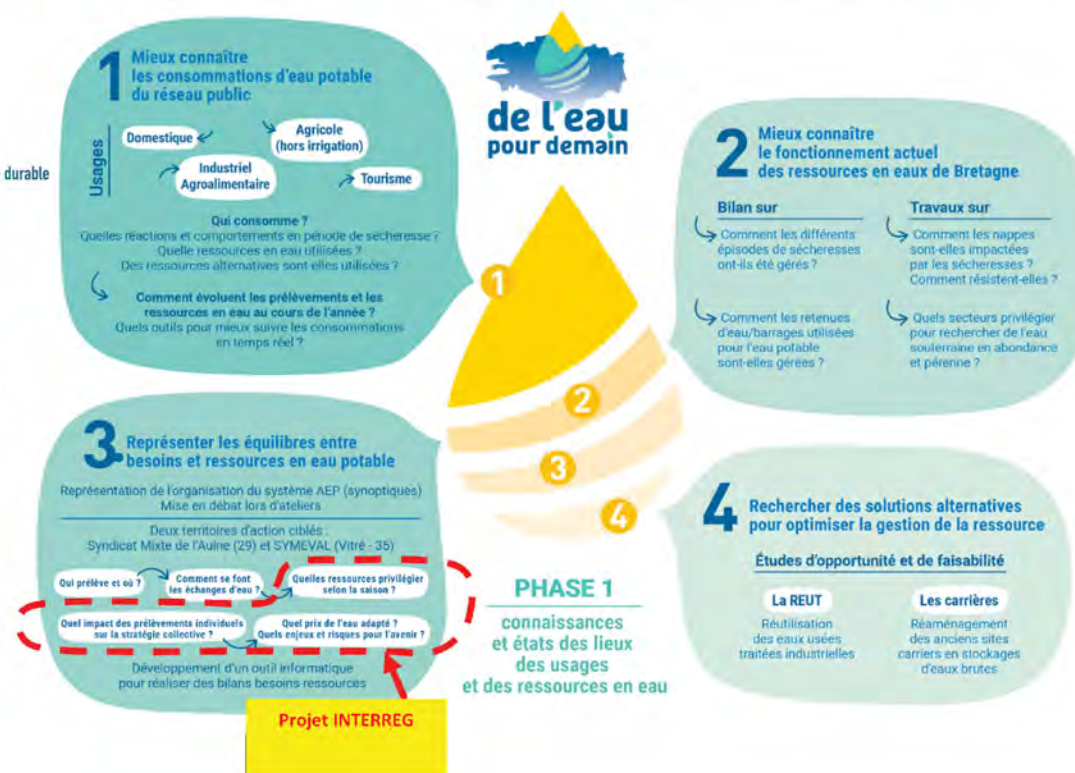 de l'eau
pour demain
durable
1
Mieux connaître
les consommations d'eau potable
du réseau public
Usages
Domestique
Agricole
(hors irrigation)
Industriel
Agroalimentaire
Tourisme
Qui consomme ?
Quelles réactions et comportements en période de sécheresse ?
Quelle ressources en eau utilisées ?
Des ressources alternatives sont-elles utilisées ?
Comment évoluent les prélèvements et les
ressources en eau au cours de l'année ?
Quels outils pour mieux suivre les consommations
en temps réel ?
2
Mieux connaître
le fonctionnement actuel
des ressources en eaux de Bretagne
Bilan sur
Comment les différents
épisodes de sécheresses
ont-ils été gérés ?
Comment les retenues
d'eau/barrages utilisées
pour l'eau potable
sont-elles gérées ?
Travaux sur
Comment les nappes
sont-elles impactées
par les sécheresses ?
Comment résistent-elles ?
Quels secteurs privilégier
pour rechercher de l'eau
souterraine en abondance
et pérenne ?
1
2
3
4
3
Représenter les équilibres entre
besoins et ressources en eau potable
Représentation de l'organisation du système AEP (synoptiques)
Mise en débat lors d'ateliers
Deux territoires d'action ciblés :
Syndicat Mixte de l'Aulne (29) et SYMEVAL (Vitré - 35)
Qui prélève et où ?
Comment se font
les échanges d'eau ?
Quelles ressources privilégier
selon la saison ?
Quel impact des prélèvements individuels
sur la stratégie collective ?
Quel prix de l'eau adapté ?
Quels enjeux et risques pour l'avenir ?
Développement d'un outil informatique
pour réaliser des bilans besoins ressources
Projet INTERREG
PHASE 1
connaissances
et états des lieux
des usages
et des ressources en eau
4
Rechercher des solutions alternatives
pour optimiser la gestion de la ressource
Études d'opportunité et de faisabilité
La REUT
Réutilisation
des eaux usées
traitées industrielles
Les carrières
Réaménagement
des anciens sites
carriers en stockages
d'eaux brutes